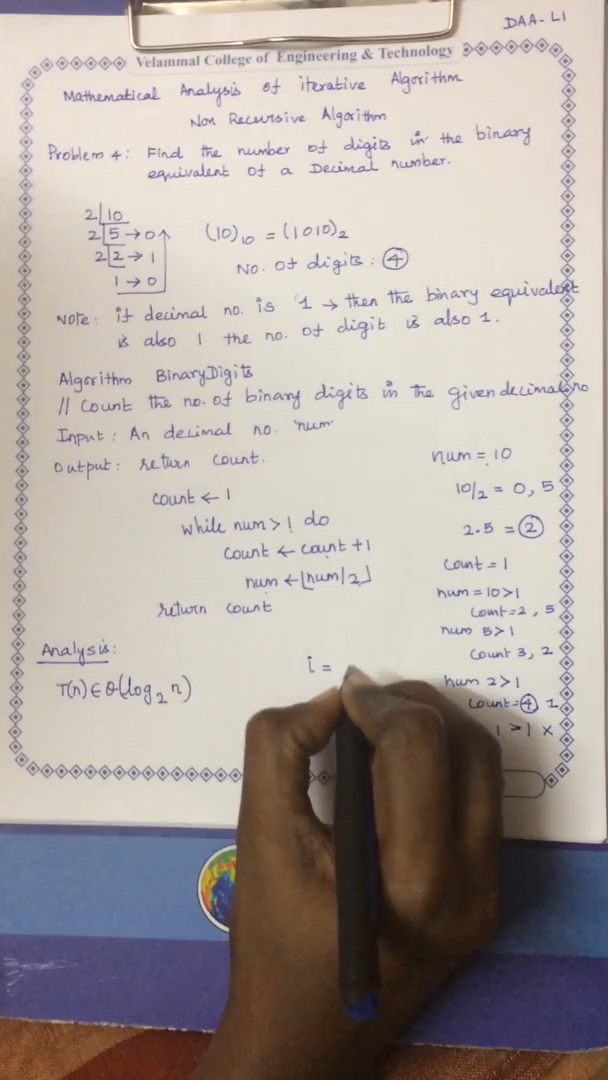 DAA-L1
Velammal College of Engineering & Technology
Mathematical Analysis of iterative Algorithm
Non Recursive Algorithm
Problem 4: Find the number of digits in the binary
equivalent of a Decimal number.
2 10
2 5 → 0
2 2 → 1
1 → 0
(10)₁₀ = (1010)₂
No. of digits : 4
Note: if decimal no. is 1 → then the binary equivalent
is also 1 the no. of digit is also 1.
Algorithm BinaryDigits
// Count the no. of binary digits in the given decimal no
Input: An decimal no. 'num'
Output: return count.
count ← 1
while num > 1 do
count ← count + 1
num ← ⌊num/2⌋
return count
num = 10
10/2 = 0, 5
2.5 = 2
count = 1
num = 10 > 1
count = 2, 5
num 5 > 1
count 3, 2
num 2 > 1
count = 4, 1
1 > 1 x
Analysis:
T(n) ∈ θ(log₂ n)
i =